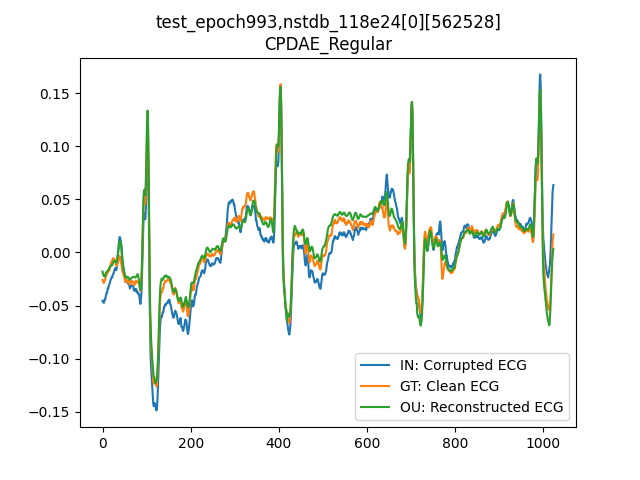 test_epoch993,nstdb_118e24[0][562528]
CPDAE_Regular
0.15
0.10
0.05
0.00
−0.05
−0.10
−0.15
IN: Corrupted ECG
GT: Clean ECG
OU: Reconstructed ECG
0 200 400 600 800 1000